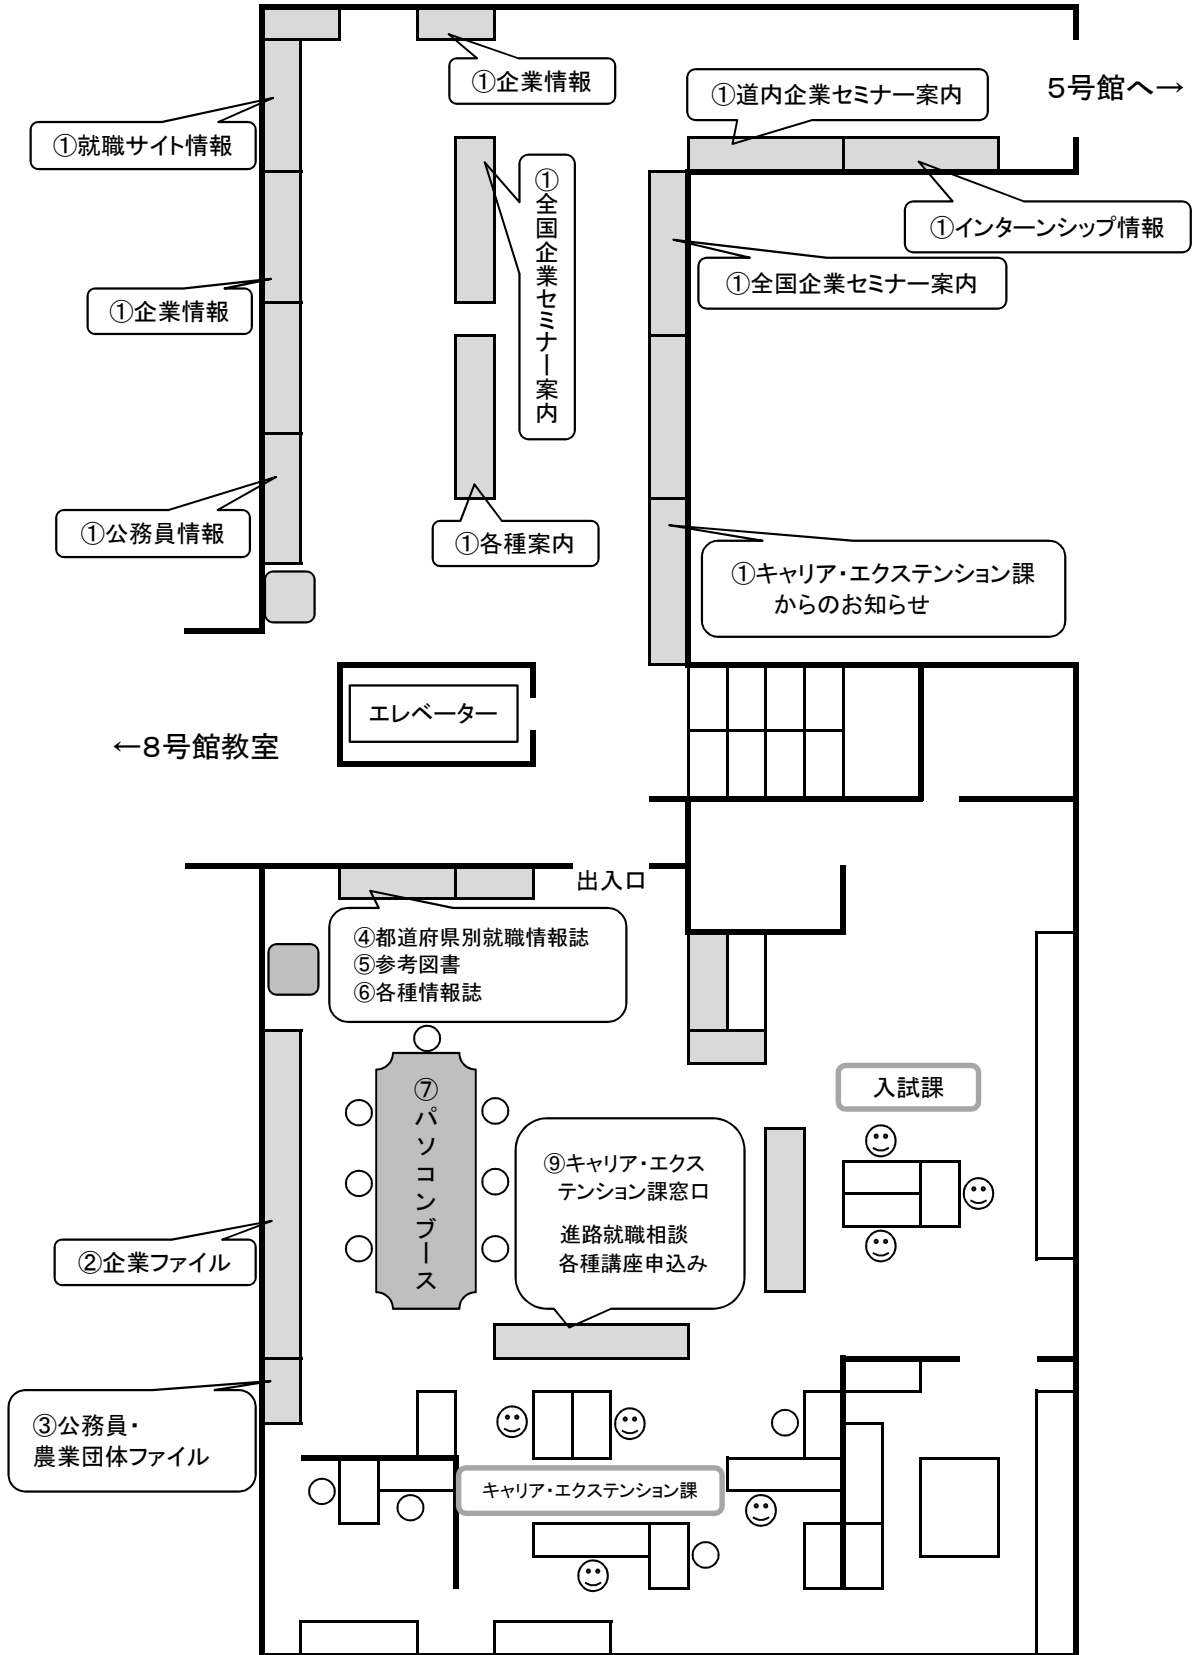 ①企業情報
①道内企業セミナー案内
5号館へ→
①就職サイト情報
①全国企業セミナー案内
①インターンシップ情報
①全国企業セミナー案内
①企業情報
①公務員情報
①各種案内
①キャリア・エクステンション課
からのお知らせ
エレベーター
←8号館教室
出入口
④都道府県別就職情報誌
⑤参考図書
⑥各種情報誌
⑦パソコンブース
入試課
⑨キャリア・エクス
テンション課窓口
進路就職相談
各種講座申込み
②企業ファイル
③公務員・
農業団体ファイル
キャリア・エクステンション課